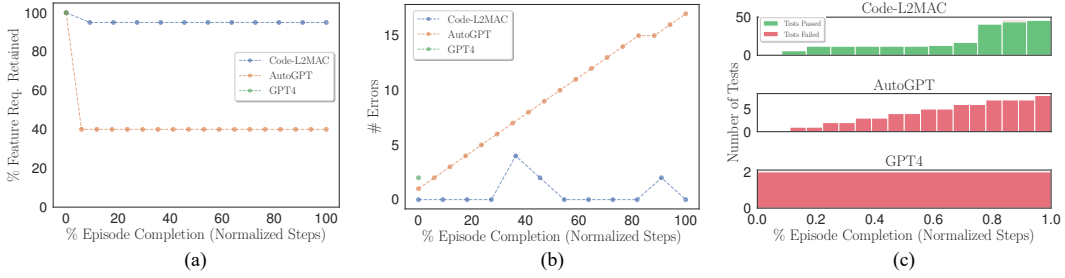 100
80
60
40
20
0
% Feature Req. Retained
Code-L2MAC
AutoGPT
GPT4
0 20 40 60 80 100
% Episode Completion (Normalized Steps)
(a)
15
10
5
0
# Errors
Code-L2MAC
AutoGPT
GPT4
0 20 40 60 80 100
% Episode Completion (Normalized Steps)
(b)
Code-L2MAC
50
25
0
Tests Passed
Tests Failed
AutoGPT
5
0
Number of Tests
GPT4
2
0
0.0 0.2 0.4 0.6 0.8 1.0
% Episode Completion (Normalized Steps)
(c)